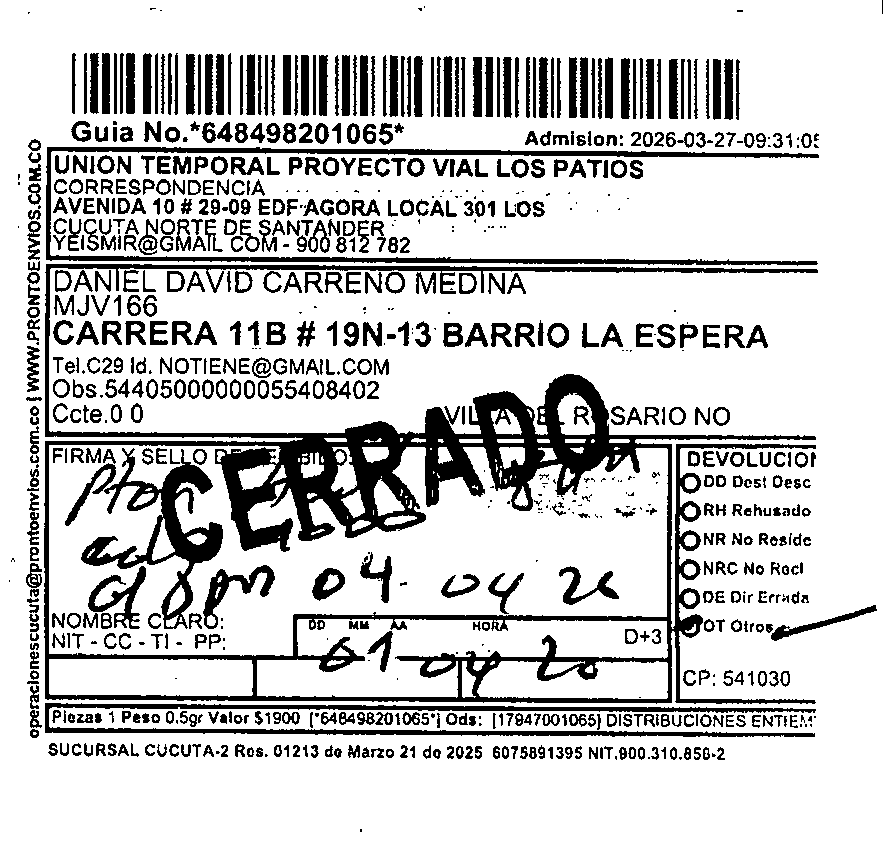 Guia No.*648498201065*
Admision: 2026-03-27-09:31:05
UNION TEMPORAL PROYECTO VIAL LOS PATIOS
CORRESPONDENCIA
AVENIDA 10 # 29-09 EDF AGORA LOCAL 301 LOS
CUCUTA NORTE DE SANTANDER
YEISMIR@GMAIL COM - 900 812 782
DANIEL DAVID CARRENO MEDINA
MJV166
CARRERA 11B # 19N-13 BARRIO LA ESPERA
Tel.C29 Id. NOTIENE@GMAIL.COM
Obs.54405000000055408402
Ccte.0 0 VILLA DEL ROSARIO NO
FIRMA Y SELLO DE RECIBIDO
CERRADO
04 04 26
NOMBRE CLARO:
NIT - CC - TI - PP:
DD MM AA HORA
D+3
01 04 20
DEVOLUCION
DD Dest Desc
RH Rehusado
NR No Reside
NRC No Recl
DE Dir Errada
OT Otros
CP: 541030
Piezas 1 Peso 0.5gr Valor $1900 [*648498201065*] Ods: [17947001065) DISTRIBUCIONES ENTIEM
SUCURSAL CUCUTA-2 Res. 01213 de Marzo 21 de 2025 6075891395 NIT.900.310.856-2
operacionescucuta@prontoenvios.com.co | WWW.PRONTOENVIOS.COM.CO